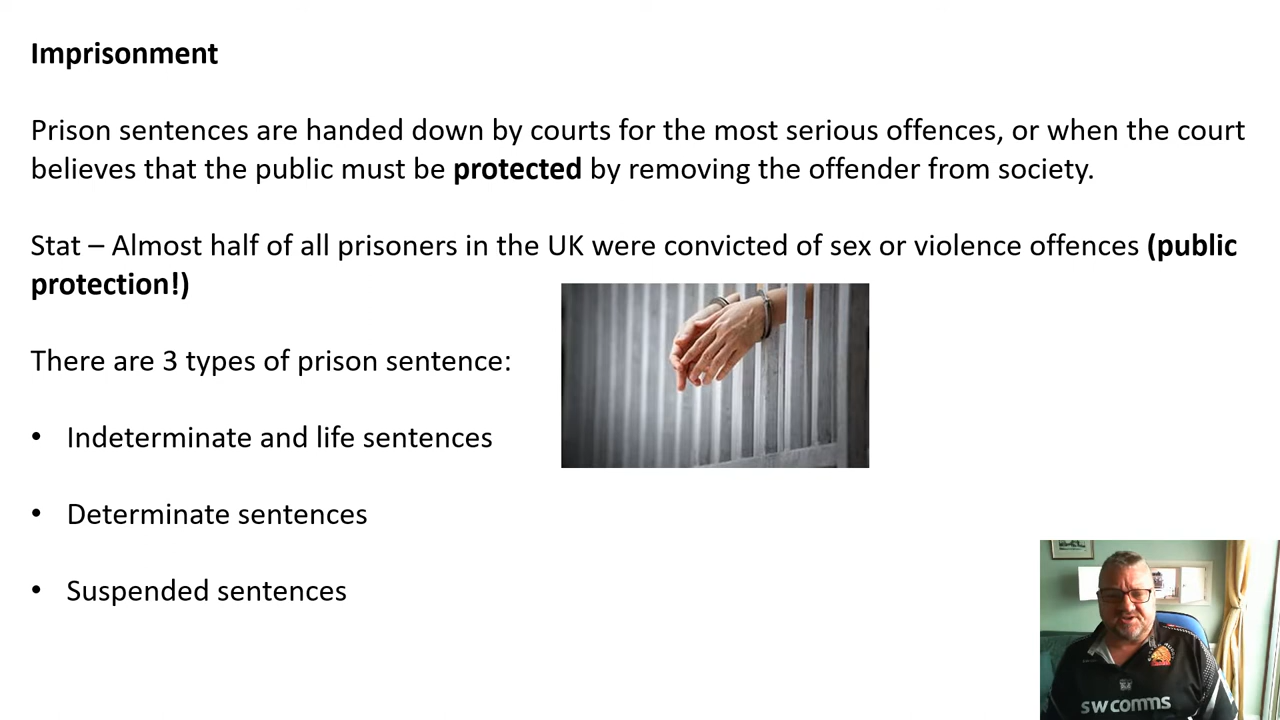 Imprisonment
Prison sentences are handed down by courts for the most serious offences, or when the court
believes that the public must be protected by removing the offender from society.
Stat – Almost half of all prisoners in the UK were convicted of sex or violence offences (public
protection!)
There are 3 types of prison sentence:
• Indeterminate and life sentences
• Determinate sentences
• Suspended sentences
swcomms